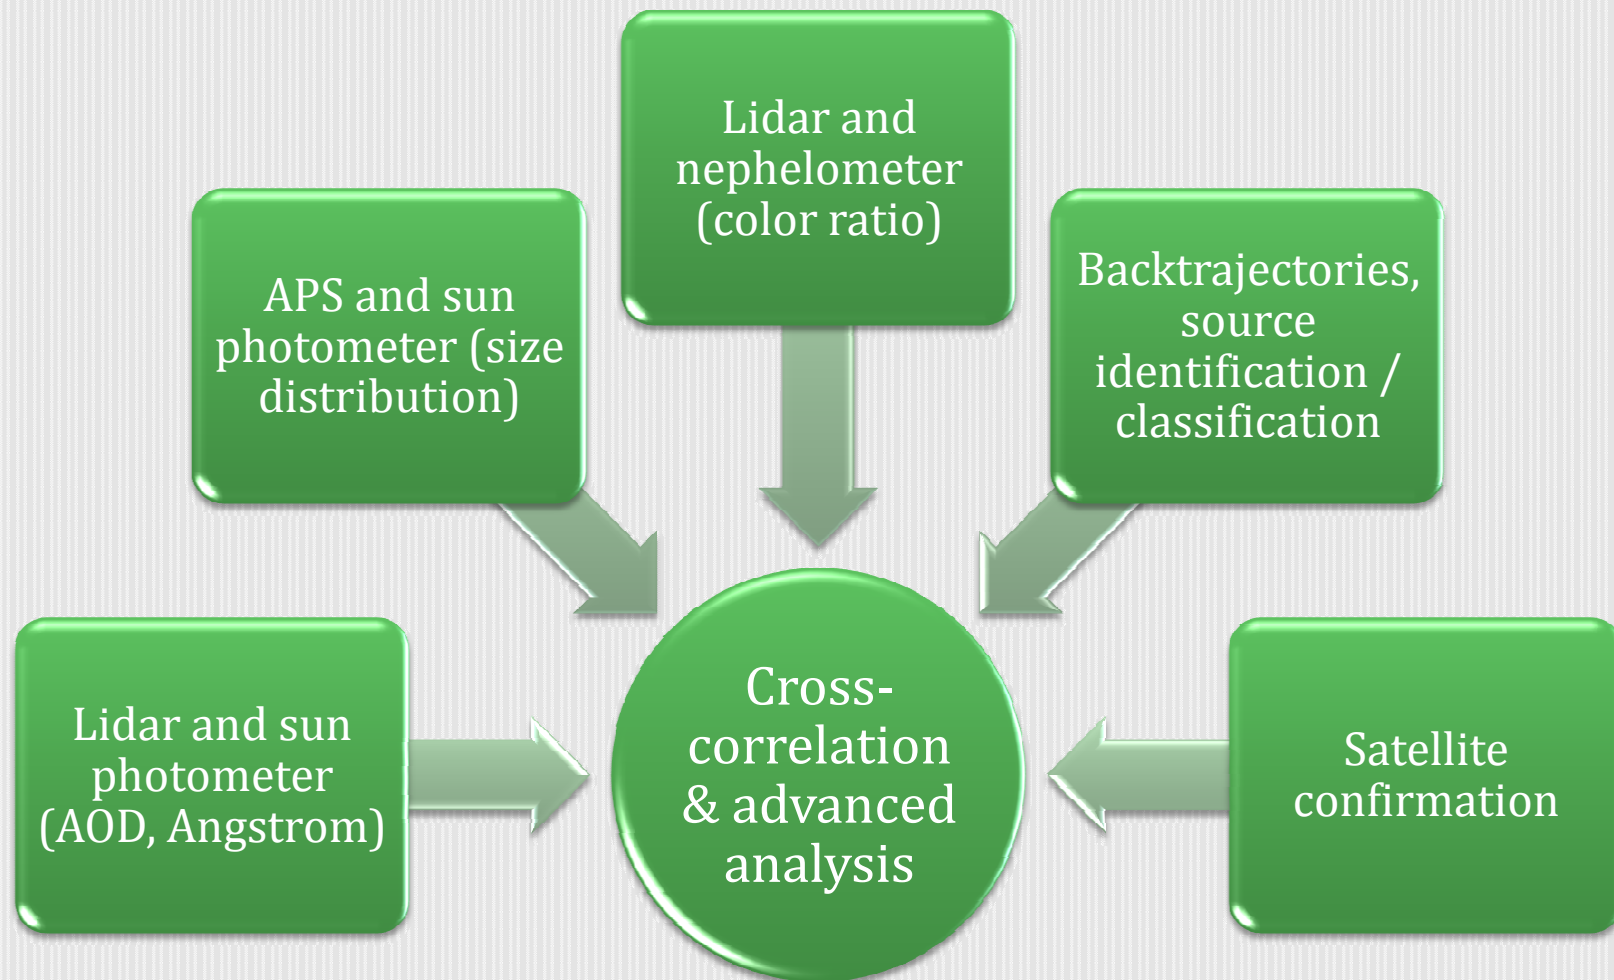 Lidar and
nephelometer
(color ratio)
APS and sun
photometer (size
distribution)
Backtrajectories,
source
identification /
classification
Lidar and sun
photometer
(AOD, Angstrom)
Cross-
correlation
& advanced
analysis
Satellite
confirmation